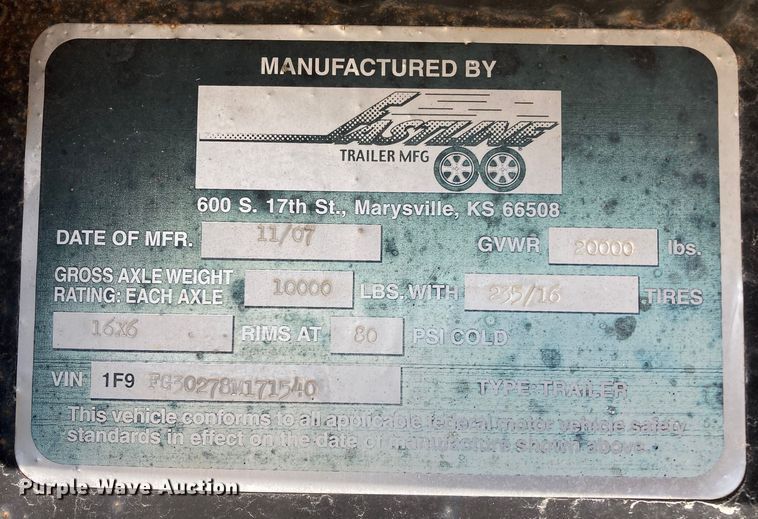 MANUFACTURED BY
FASTLINE
TRAILER MFG
600 S. 17th St., Marysville, KS 66508
DATE OF MFR. 11/07 GVWR 20000 lbs.
GROSS AXLE WEIGHT
RATING: EACH AXLE 10000 LBS. WITH 235/16 TIRES
16X6 RIMS AT 80 PSI COLD
VIN 1F9 FG30278M171540 TYPE: TRAILER
This vehicle conforms to all applicable federal motor vehicle safety
standards in effect on the date of manufacture shown above.
Purple Wave Auction